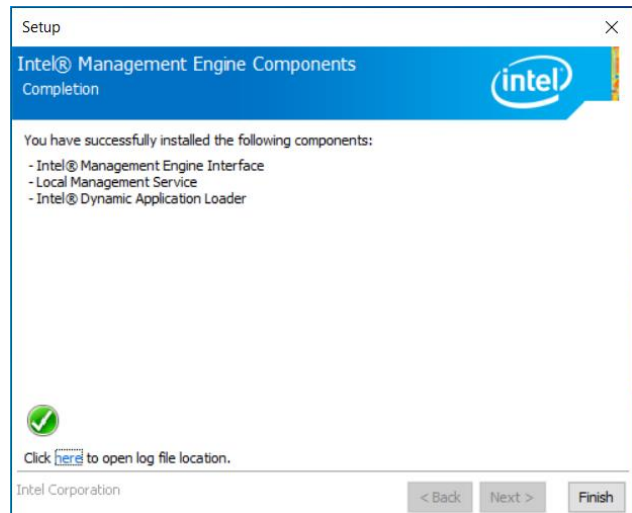 Setup
Intel® Management Engine Components
Completion
intel
You have successfully installed the following components:
- Intel® Management Engine Interface
- Local Management Service
- Intel® Dynamic Application Loader
Click here to open log file location.
Intel Corporation
< Back Next > Finish